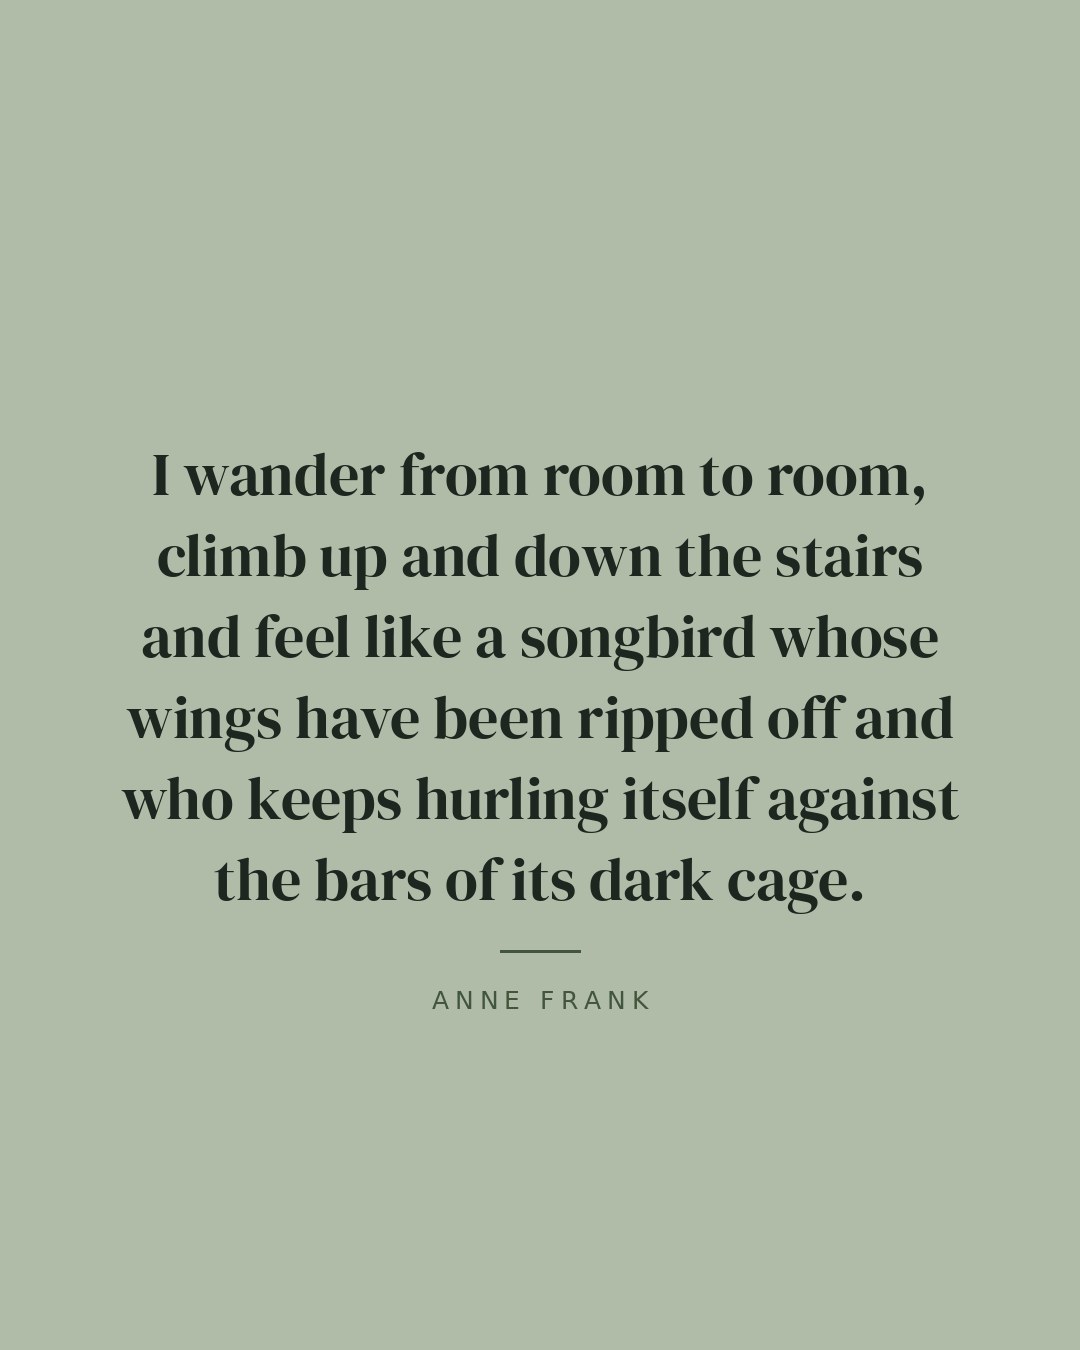 I wander from room to room,
climb up and down the stairs
and feel like a songbird whose
wings have been ripped off and
who keeps hurling itself against
the bars of its dark cage.
ANNE FRANK